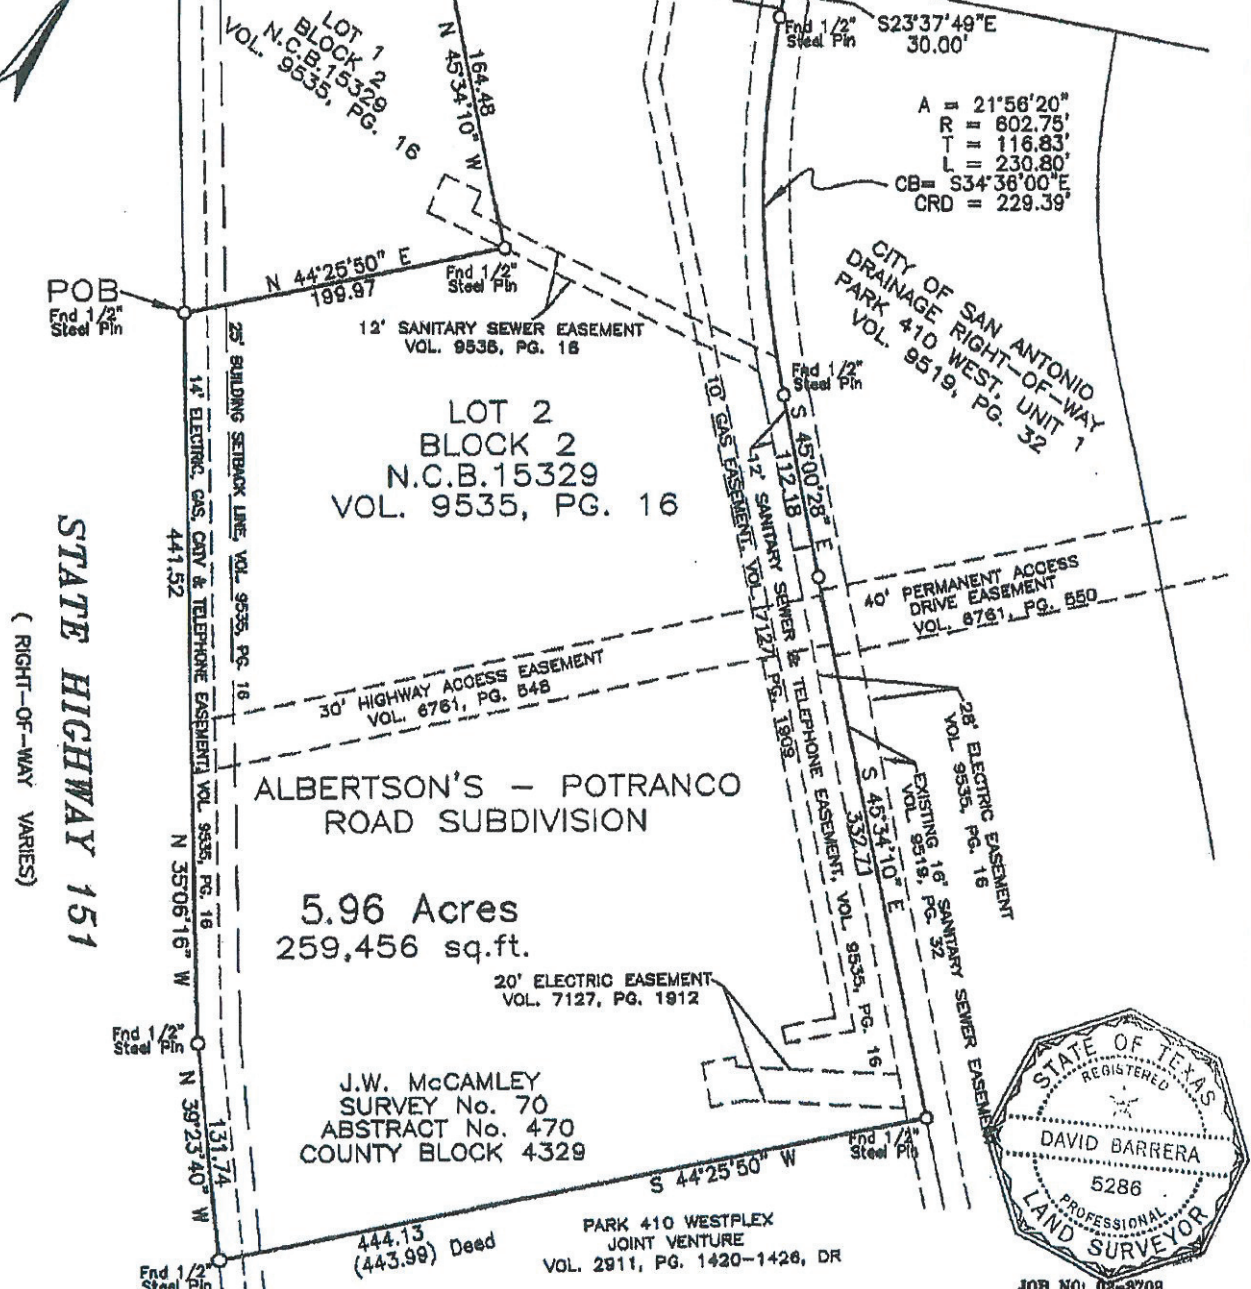 LOT 1
BLOCK 2
N.C.B.15329
VOL. 9535, PG. 16
164.48
N 45°34'10" W
Fnd 1/2"
Steel Pin
S23°37'49"E
30.00'
A = 21°56'20"
R = 602.75'
T = 116.83'
L = 230.80'
CB= S34°36'00"E
CRD = 229.39'
CITY OF SAN ANTONIO
DRAINAGE RIGHT-OF-WAY
PARK 410 WEST, UNIT 1
VOL. 9519, PG. 32
POB
Fnd 1/2"
Steel Pin
N 44°25'50" E
199.97
Fnd 1/2"
Steel Pin
12' SANITARY SEWER EASEMENT
VOL. 9536, PG. 16
Fnd 1/2"
Steel Pin
S 45°00'28" E
112.18
LOT 2
BLOCK 2
N.C.B.15329
VOL. 9535, PG. 16
25' BUILDING SETBACK LINE, VOL. 9535, PG. 16
14' ELECTRIC, GAS, CATV & TELEPHONE EASEMENT, VOL. 9535, PG. 16
441.52
N 35°06'16" W
STATE HIGHWAY 151
( RIGHT-OF-WAY VARIES)
10' GAS EASEMENT, VOL. 7127, PG. 1909
12' SANITARY SEWER & TELEPHONE EASEMENT, VOL. 9535, PG. 16
40' PERMANENT ACCESS
DRIVE EASEMENT
VOL. 6761, PG. 550
30' HIGHWAY ACCESS EASEMENT
VOL. 6761, PG. 548
28' ELECTRIC EASEMENT
VOL. 9535, PG. 16
EXISTING 16' SANITARY SEWER EASEMENT
VOL. 9519, PG. 32
S 45°34'10" E
332.71
ALBERTSON'S - POTRANCO
ROAD SUBDIVISION
5.96 Acres
259,456 sq.ft.
20' ELECTRIC EASEMENT
VOL. 7127, PG. 1912
Fnd 1/2"
Steel Pin
N 39°23'40" W
131.74
J.W. McCAMLEY
SURVEY No. 70
ABSTRACT No. 470
COUNTY BLOCK 4329
Fnd 1/2"
Steel Pin
S 44°25'50" W
444.13
(443.99) Deed
PARK 410 WESTPLEX
JOINT VENTURE
VOL. 2911, PG. 1420-1426, DR
Fnd 1/2"
Steel Pin
STATE OF TEXAS
REGISTERED
DAVID BARRERA
5286
PROFESSIONAL
LAND SURVEYOR
JOB NO: